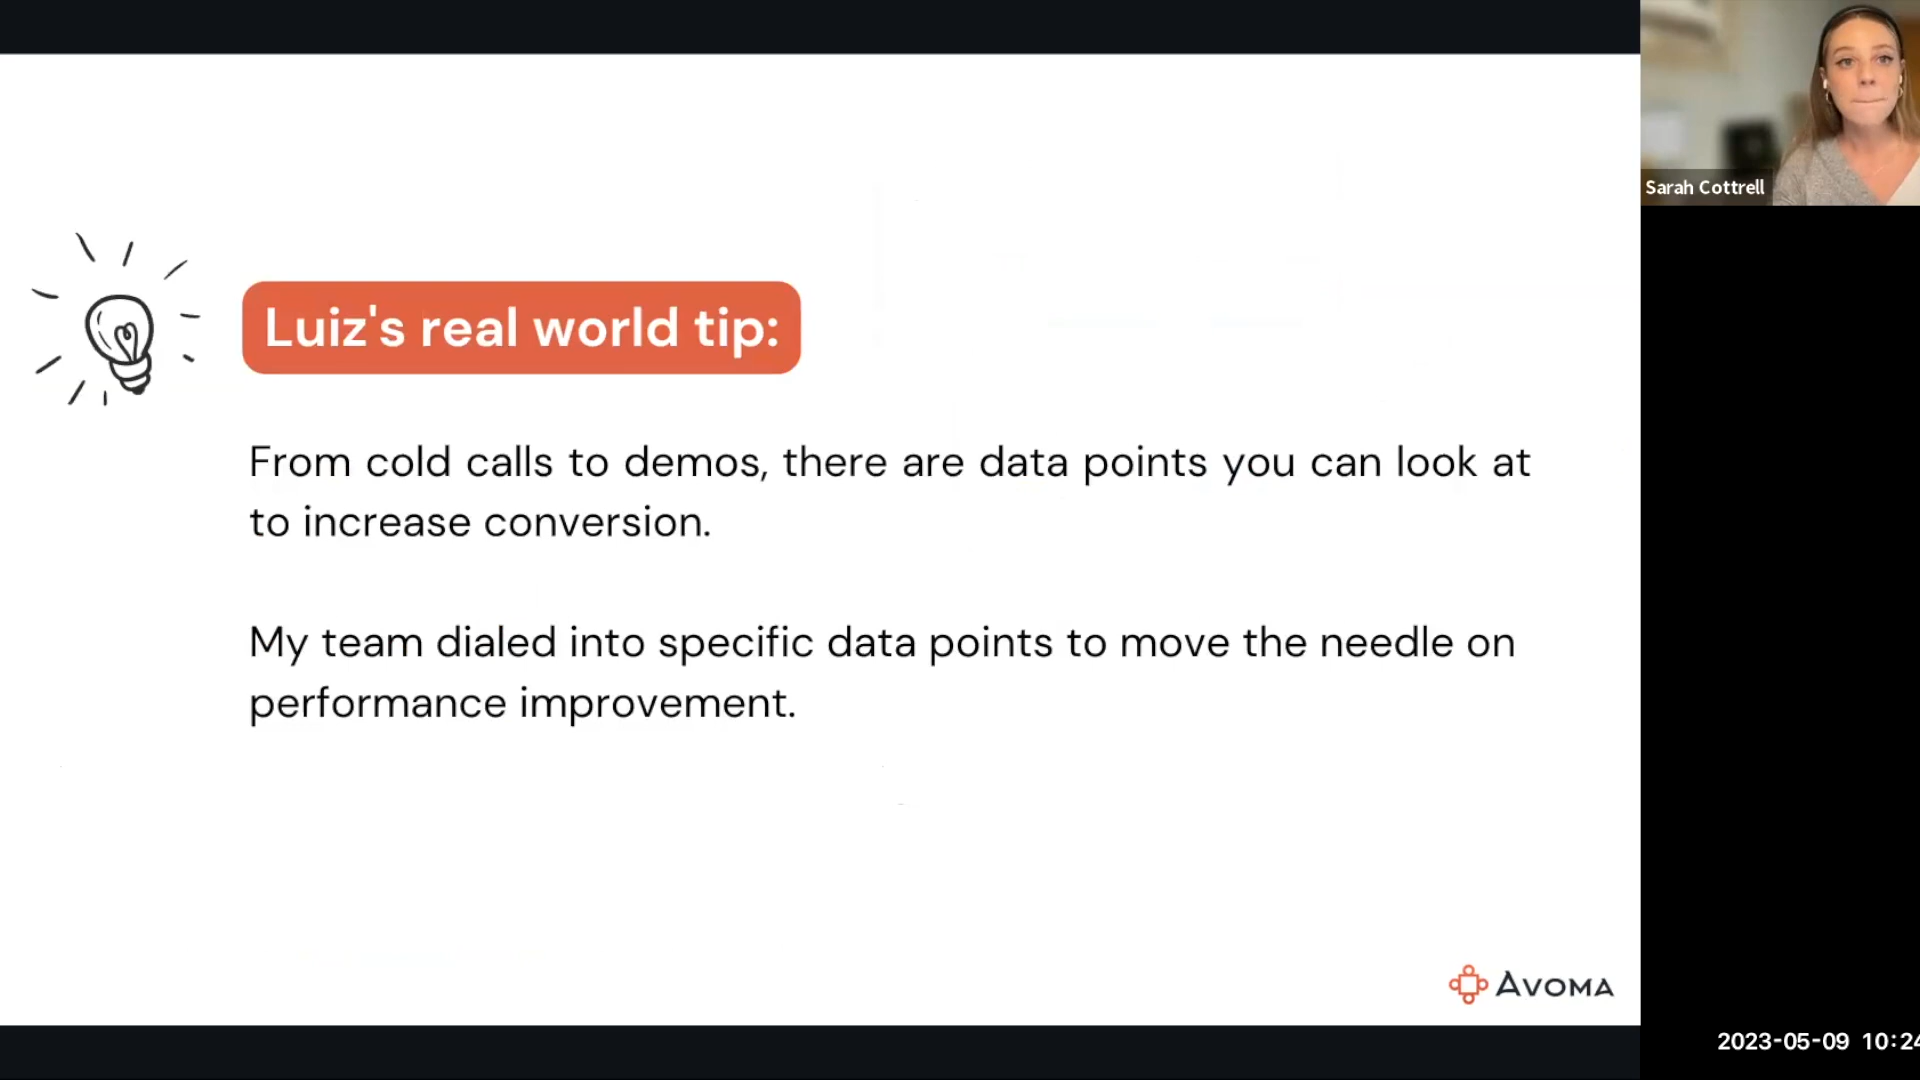 Sarah Cottrell
Luiz's real world tip:
From cold calls to demos, there are data points you can look at
to increase conversion.
My team dialed into specific data points to move the needle on
performance improvement.
AVOMA
2023-05-09 10:24